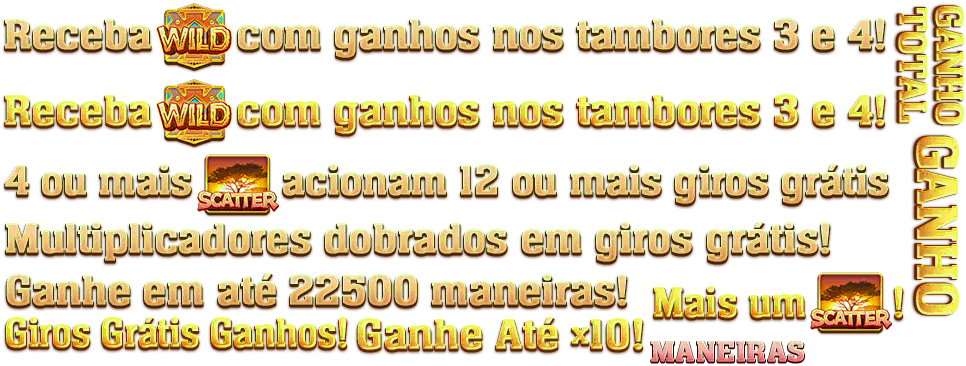 Receba WILD com ganhos nos tambores 3 e 4!
Receba WILD com ganhos nos tambores 3 e 4!
4 ou mais SCATTER acionam 12 ou mais giros grátis
Multiplicadores dobrados em giros grátis!
Ganhe em até 22500 maneiras!
Mais um SCATTER!
Giros Grátis Ganhos! Ganhe Até x10!
MANEIRAS
GANHO
TOTAL
GANHO